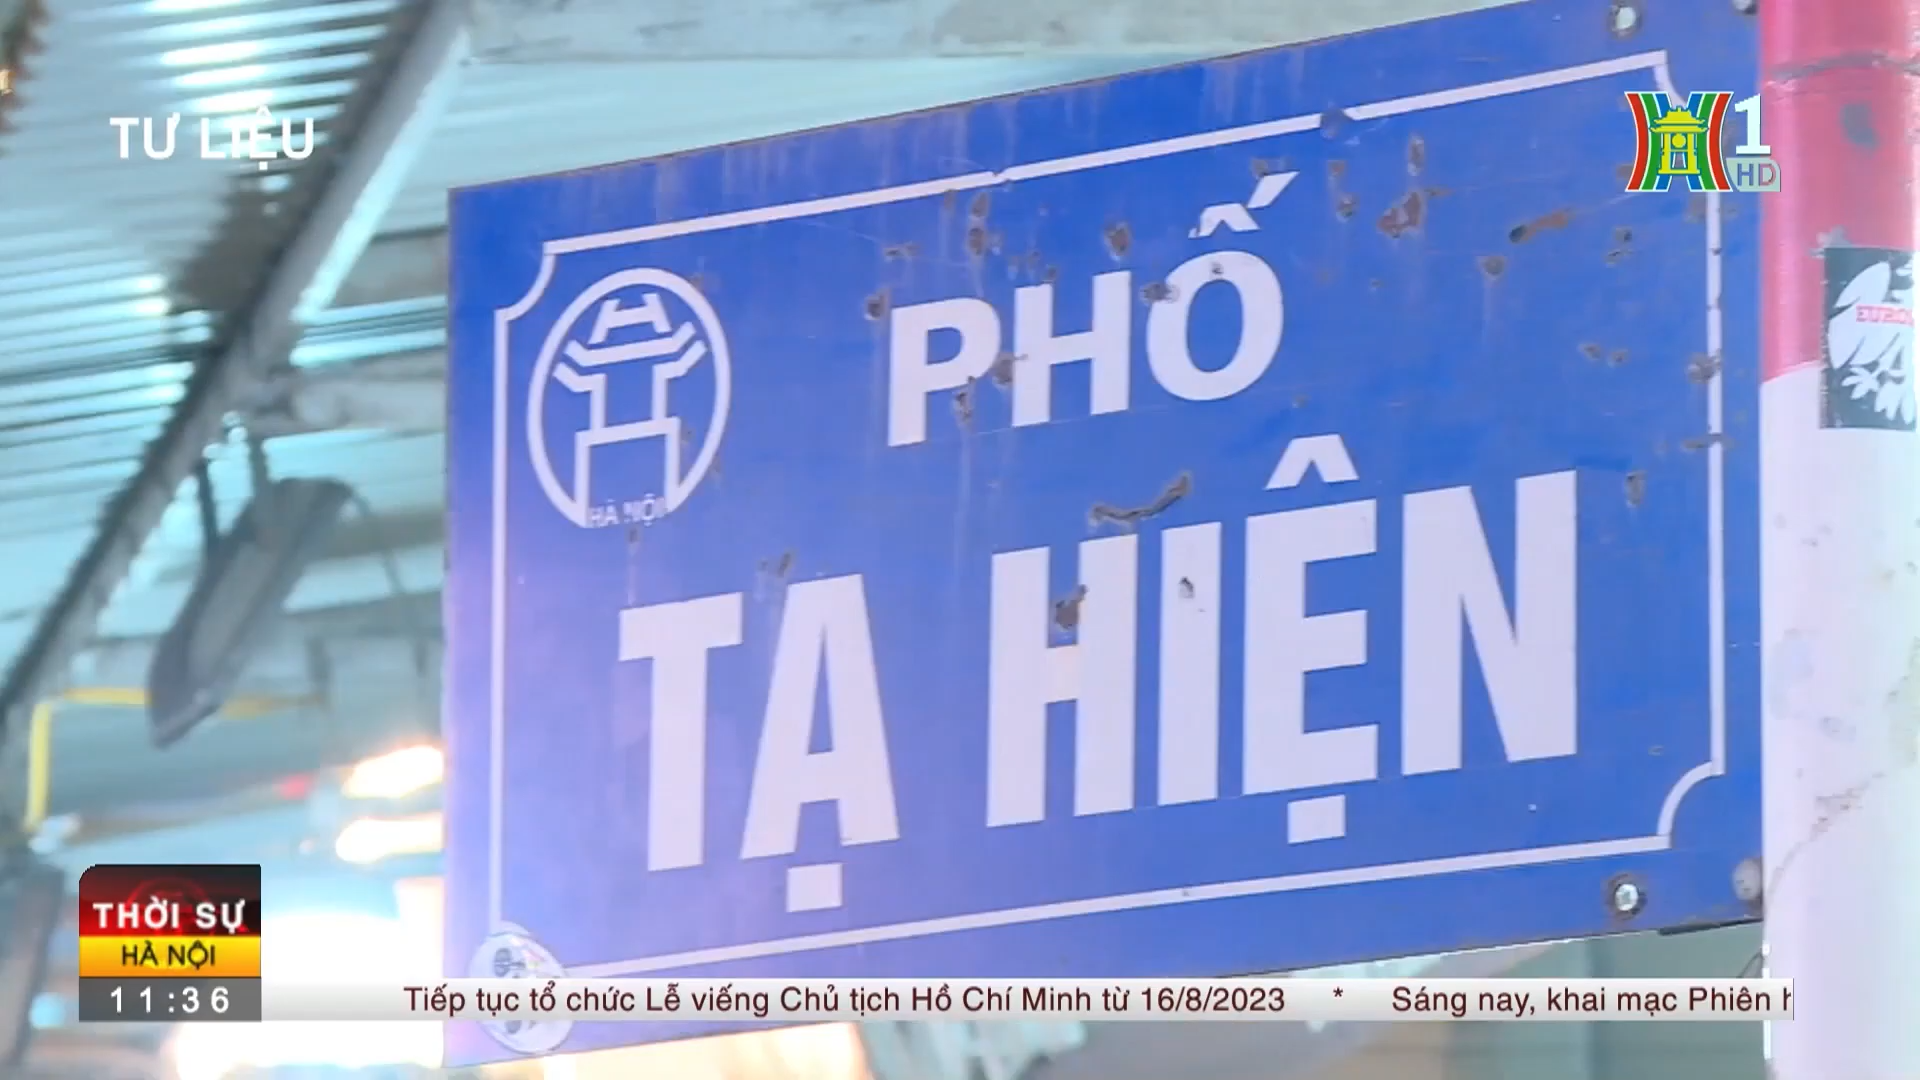 TƯ LIỆU
1
HD
PHỐ
HÀ NỘI
TẠ HIỆN
THỜI SỰ
HÀ NỘI
11:36
Tiếp tục tổ chức Lễ viếng Chủ tịch Hồ Chí Minh từ 16/8/2023 * Sáng nay, khai mạc Phiên